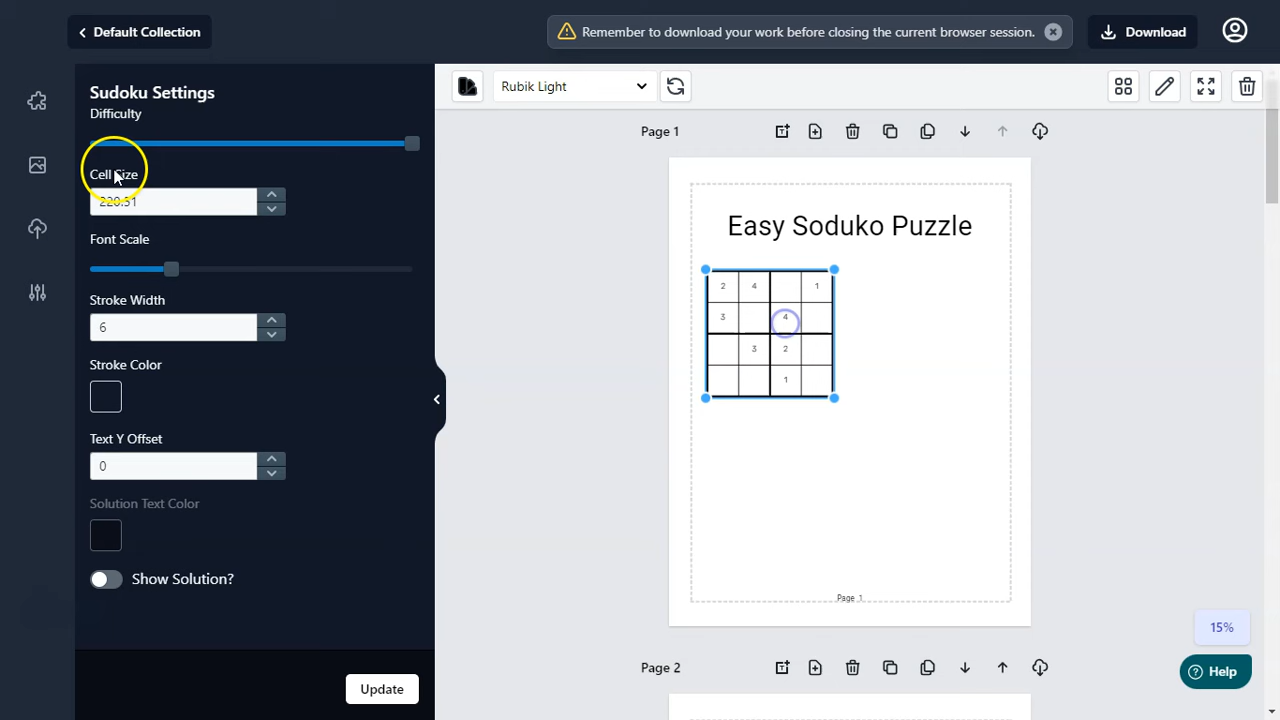 Default Collection
Remember to download your work before closing the current browser session.
Download
Sudoku Settings
Difficulty
Cell Size
220.51
Font Scale
Stroke Width
6
Stroke Color
Text Y Offset
0
Solution Text Color
Show Solution?
Update
Rubik Light
Page 1
Easy Soduko Puzzle
2 4 1
3 4
3 2
1
Page 1
Page 2
15%
Help